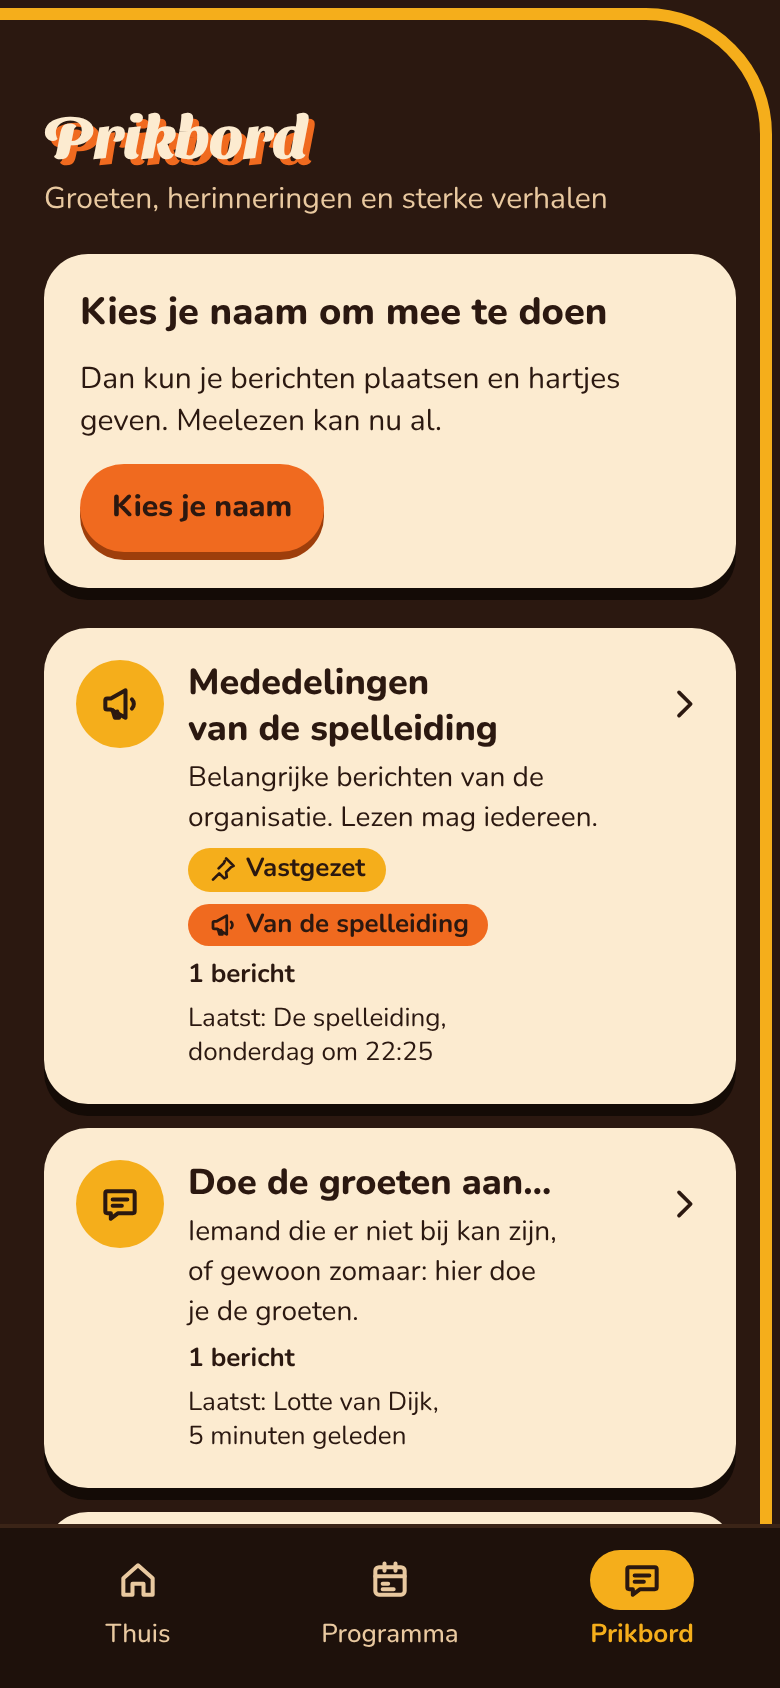 Prikbord
Groeten, herinneringen en sterke verhalen
Kies je naam om mee te doen
Dan kun je berichten plaatsen en hartjes
geven. Meelezen kan nu al.
Kies je naam
Mededelingen
van de spelleiding
Belangrijke berichten van de
organisatie. Lezen mag iedereen.
Vastgezet
Van de spelleiding
1 bericht
Laatst: De spelleiding,
donderdag om 22:25
Doe de groeten aan...
Iemand die er niet bij kan zijn,
of gewoon zomaar: hier doe
je de groeten.
1 bericht
Laatst: Lotte van Dijk,
5 minuten geleden
Thuis
Programma
Prikbord